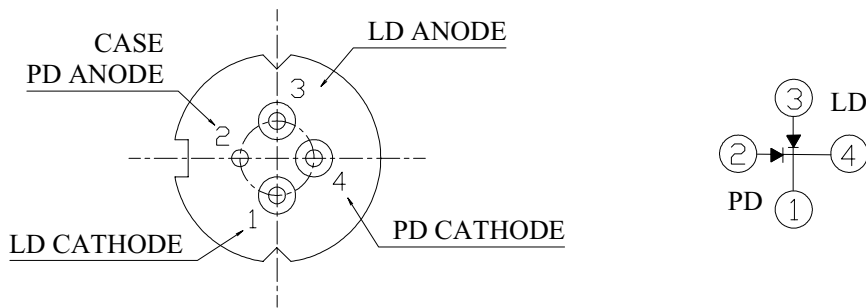 CASE
PD ANODE
LD ANODE
3
2
4
1
LD CATHODE
PD CATHODE
3
LD
2
4
PD
1